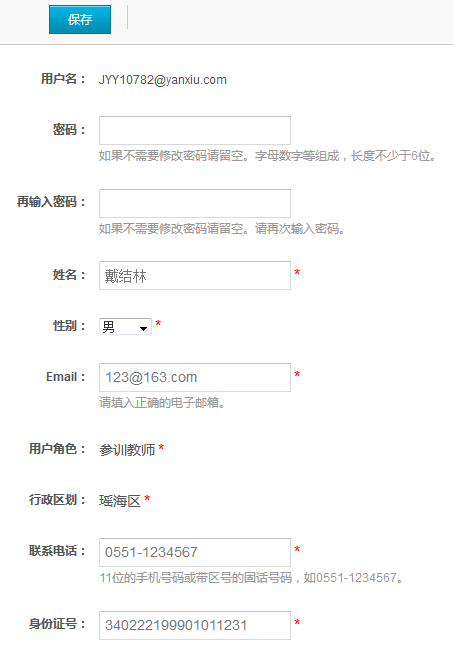 保存
用户名： JYY10782@yanxiu.com
密码：
如果不需要修改密码请留空。字母数字等组成，长度不少于6位。
再输入密码：
如果不需要修改密码请留空。请再次输入密码。
姓名： 戴结林 *
性别： 男 *
Email： 123@163.com *
请填入正确的电子邮箱。
用户角色： 参训教师 *
行政区划： 瑶海区 *
联系电话： 0551-1234567 *
11位的手机号码或带区号的固话号码，如0551-1234567。
身份证号： 340222199901011231 *